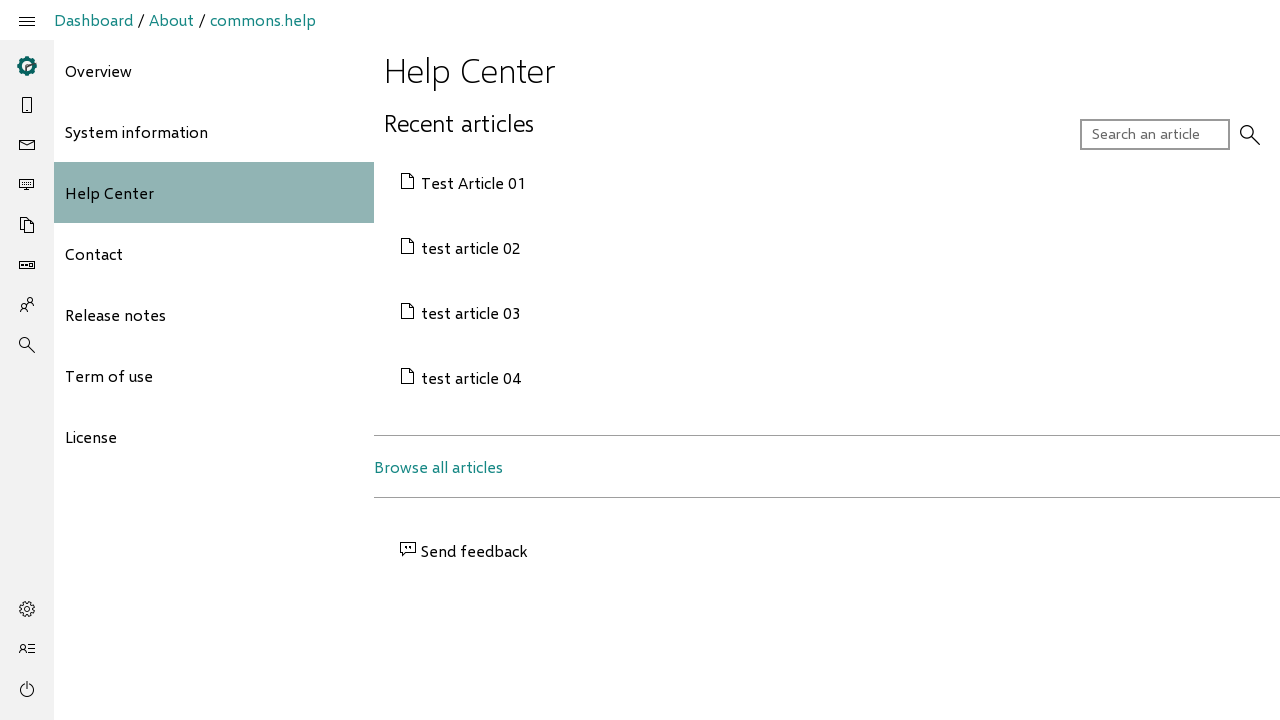 Dashboard / About / commons.help
Overview
System information
Help Center
Contact
Release notes
Term of use
License
Help Center
Recent articles
Search an article
Test Article 01
test article 02
test article 03
test article 04
Browse all articles
Send feedback